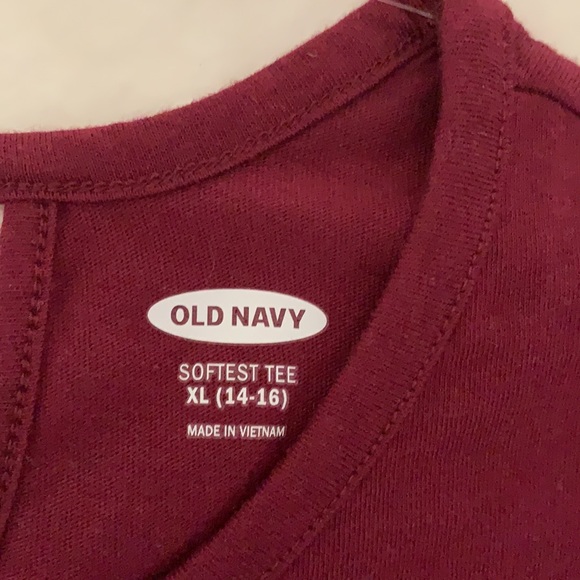 OLD NAVY
SOFTEST TEE
XL (14-16)
MADE IN VIETNAM